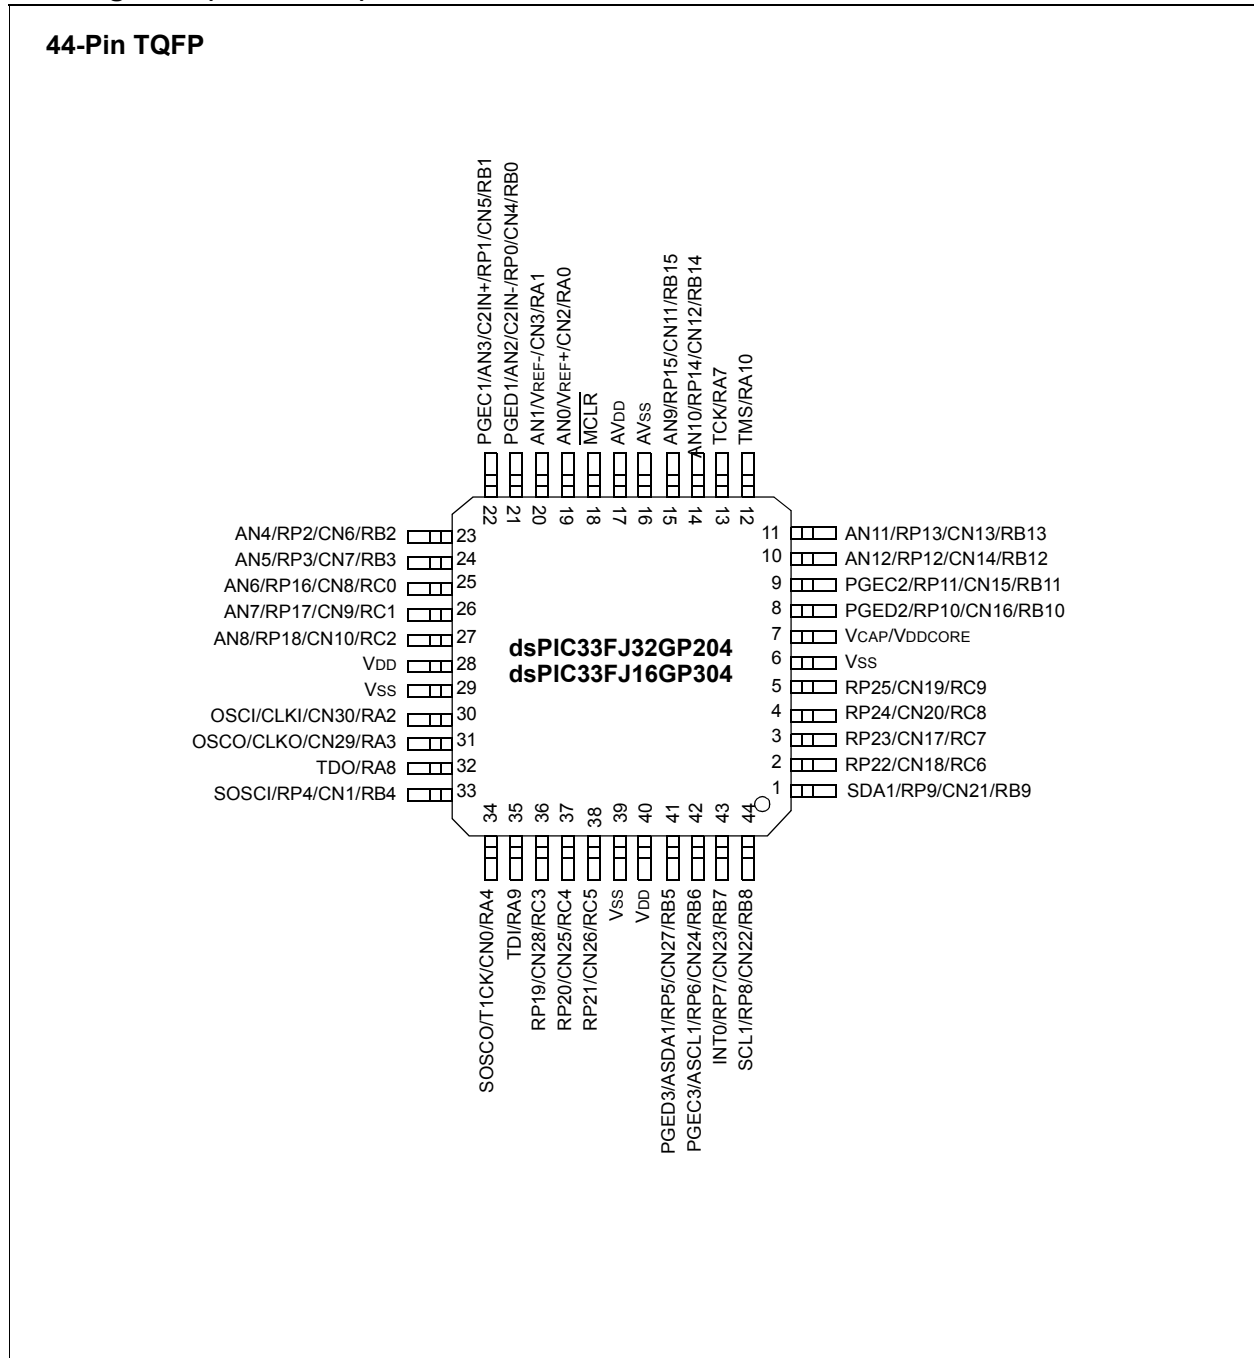 44-Pin TQFP
PGEC1/AN3/C2IN+/RP1/CN5/RB1
PGED1/AN2/C2IN-/RP0/CN4/RB0
AN1/VREF-/CN3/RA1
AN0/VREF+/CN2/RA0
MCLR
AVDD
AVSS
AN9/RP15/CN11/RB15
AN10/RP14/CN12/RB14
TCK/RA7
TMS/RA10
22 21 20 19 18 17 16 15 14 13 12
AN4/RP2/CN6/RB2 23
AN5/RP3/CN7/RB3 24
AN6/RP16/CN8/RC0 25
AN7/RP17/CN9/RC1 26
AN8/RP18/CN10/RC2 27
VDD 28
VSS 29
OSCI/CLKI/CN30/RA2 30
OSCO/CLKO/CN29/RA3 31
TDO/RA8 32
SOSCI/RP4/CN1/RB4 33
dsPIC33FJ32GP204
dsPIC33FJ16GP304
11 AN11/RP13/CN13/RB13
10 AN12/RP12/CN14/RB12
9 PGEC2/RP11/CN15/RB11
8 PGED2/RP10/CN16/RB10
7 VCAP/VDDCORE
6 VSS
5 RP25/CN19/RC9
4 RP24/CN20/RC8
3 RP23/CN17/RC7
2 RP22/CN18/RC6
1 SDA1/RP9/CN21/RB9
34 35 36 37 38 39 40 41 42 43 44
SOSCO/T1CK/CN0/RA4
TDI/RA9
RP19/CN28/RC3
RP20/CN25/RC4
RP21/CN26/RC5
VSS
VDD
PGED3/ASDA1/RP5/CN27/RB5
PGEC3/ASCL1/RP6/CN24/RB6
INT0/RP7/CN23/RB7
SCL1/RP8/CN22/RB8